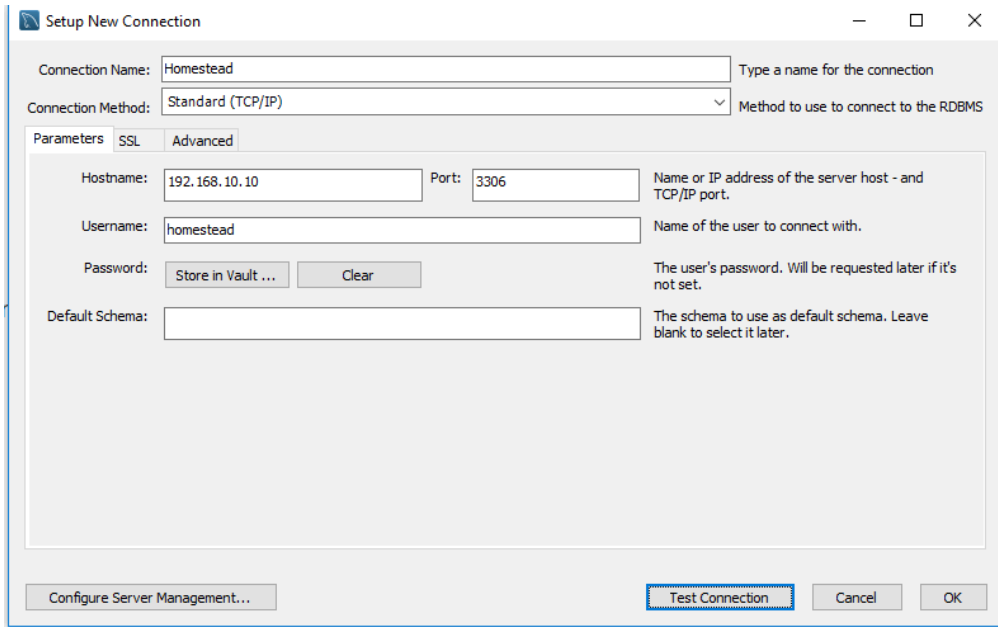 Setup New Connection
Connection Name: Homestead Type a name for the connection
Connection Method: Standard (TCP/IP) Method to use to connect to the RDBMS
Parameters SSL Advanced
Hostname: 192.168.10.10 Port: 3306 Name or IP address of the server host - and
TCP/IP port.
Username: homestead Name of the user to connect with.
Password: Store in Vault ... Clear The user's password. Will be requested later if it's
not set.
Default Schema: The schema to use as default schema. Leave
blank to select it later.
Configure Server Management... Test Connection Cancel OK